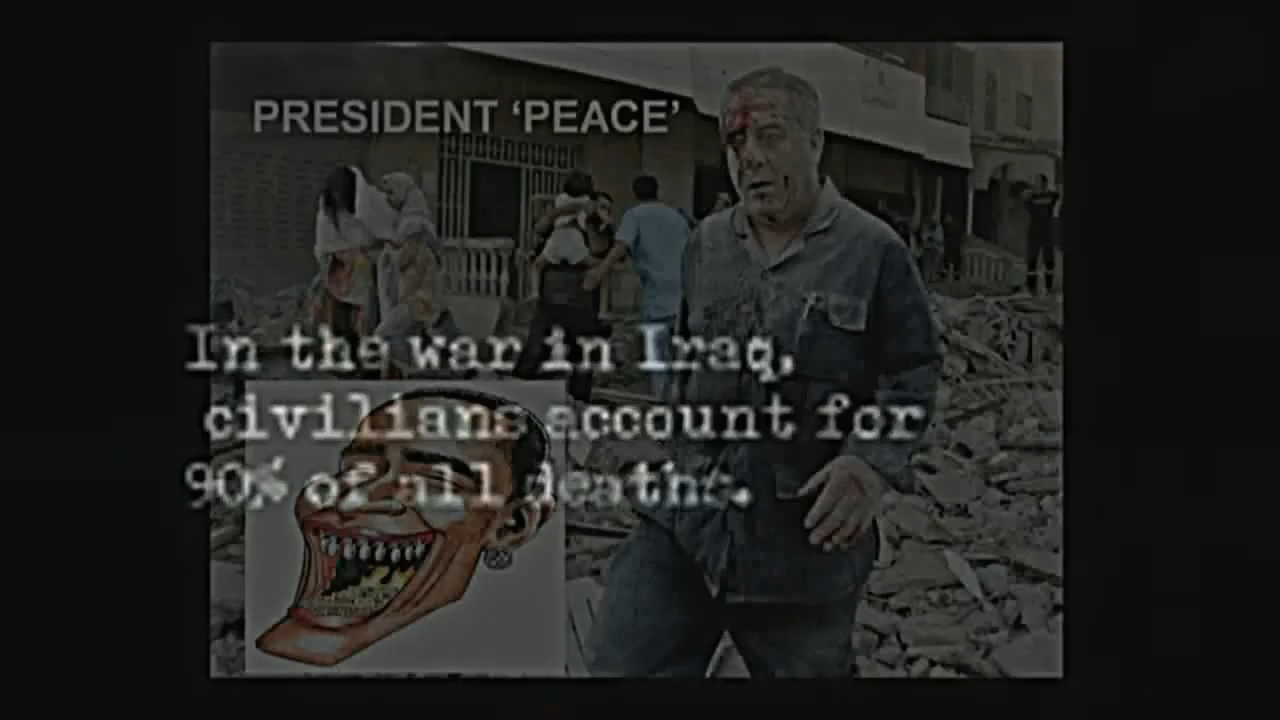 PRESIDENT ‘PEACE’
In the war in Iraq,
civilians account for
90% of all deaths.